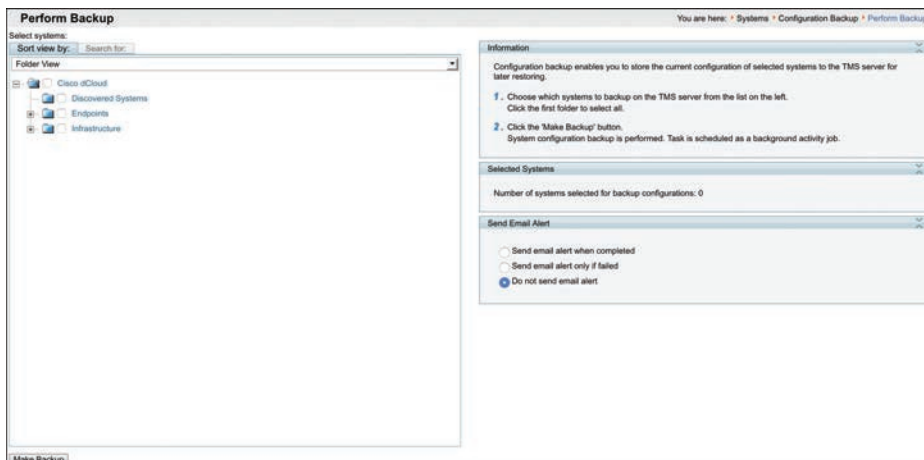 Perform Backup
You are here: Systems Configuration Backup Perform Backup
Select systems:
Sort view by: Search for:
Folder View
Cisco dCloud
Discovered Systems
Endpoints
Infrastructure
Make Backup
Information
Configuration backup enables you to store the current configuration of selected systems to the TMS server for
later restoring.
1. Choose which systems to backup on the TMS server from the list on the left.
Click the first folder to select all.
2. Click the 'Make Backup' button.
System configuration backup is performed. Task is scheduled as a background activity job.
Selected Systems
Number of systems selected for backup configurations: 0
Send Email Alert
Send email alert when completed
Send email alert only if failed
Do not send email alert